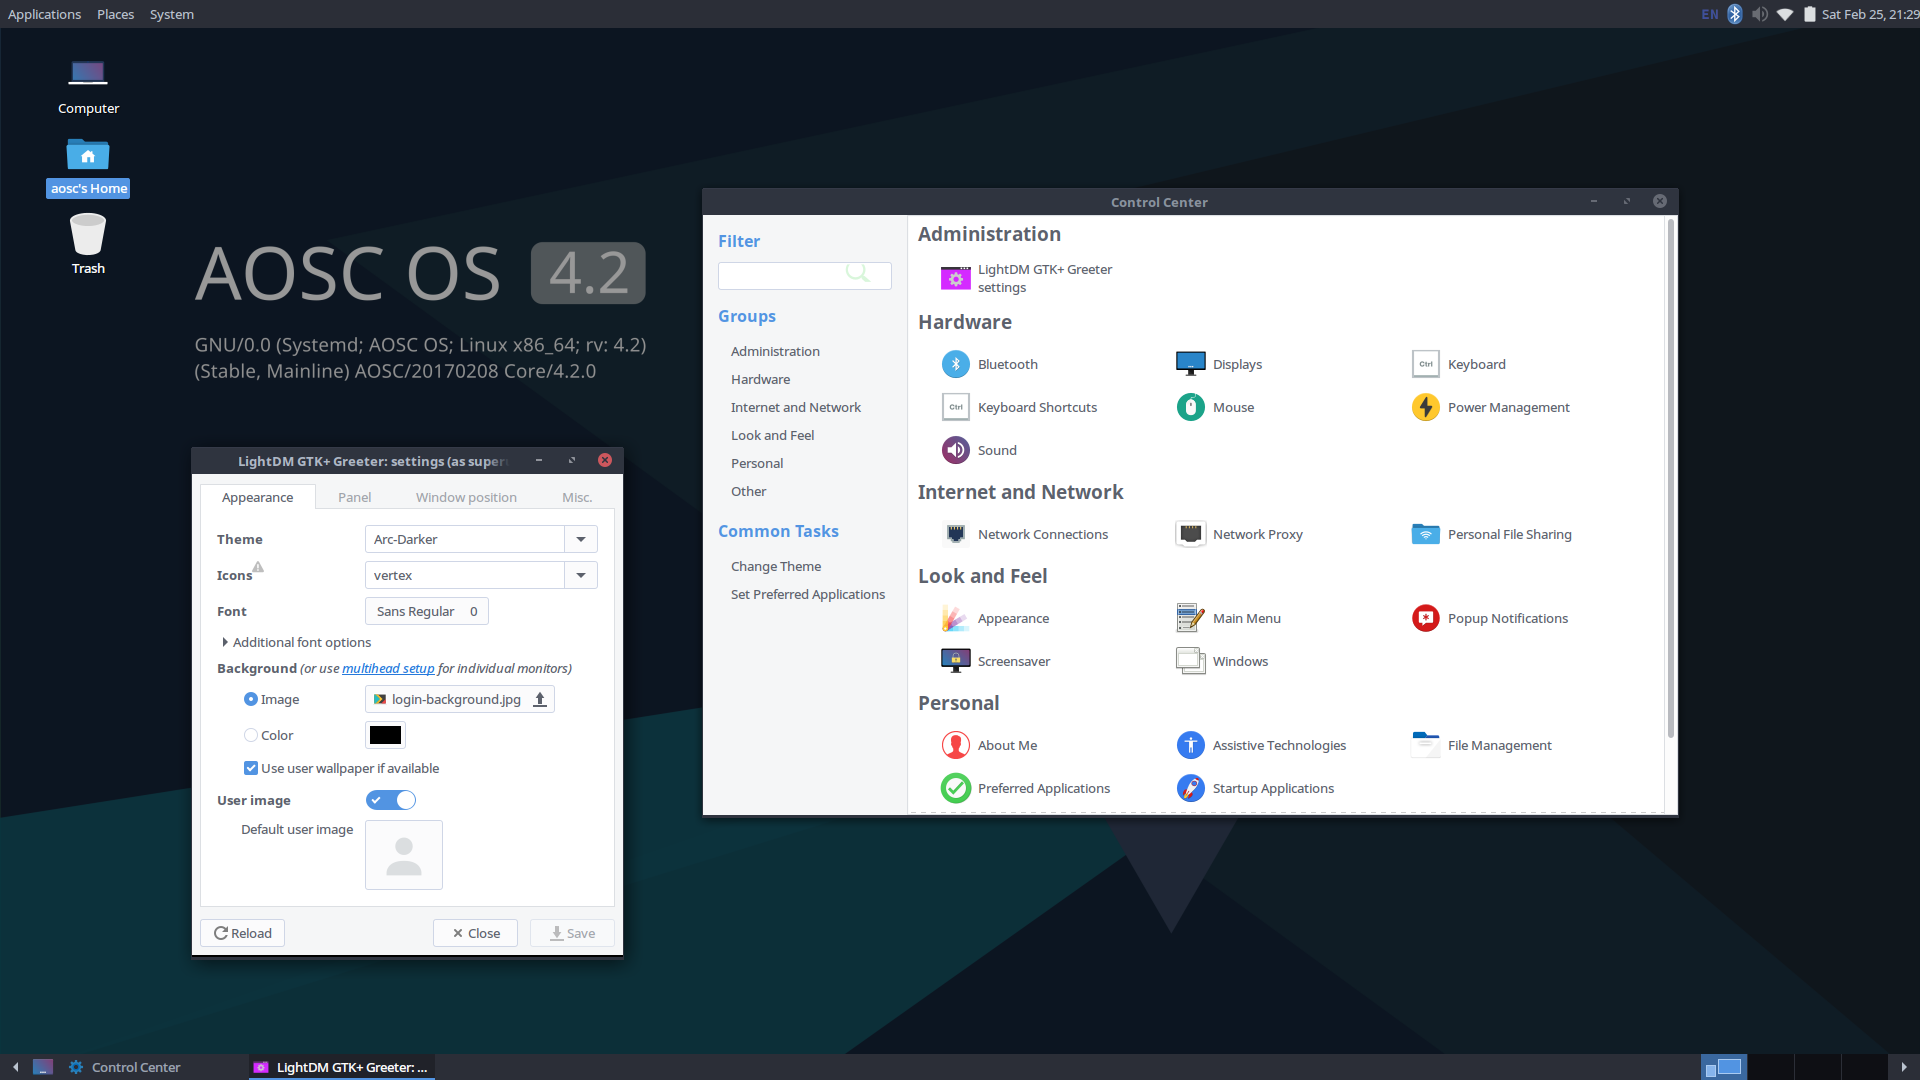 Applications Places System
EN Sat Feb 25, 21:29
Computer
aosc's Home
Trash
AOSC OS 4.2
GNU/0.0 (Systemd; AOSC OS; Linux x86_64; rv: 4.2)
(Stable, Mainline) AOSC/20170208 Core/4.2.0
Control Center
Filter
Groups
Administration
Hardware
Internet and Network
Look and Feel
Personal
Other
Common Tasks
Change Theme
Set Preferred Applications
Administration
LightDM GTK+ Greeter
settings
Hardware
Bluetooth
Displays
Ctrl Keyboard
Ctrl Keyboard Shortcuts
Mouse
Power Management
Sound
Internet and Network
Network Connections
Network Proxy
Personal File Sharing
Look and Feel
Appearance
Main Menu
Popup Notifications
Screensaver
Windows
Personal
About Me
Assistive Technologies
File Management
Preferred Applications
Startup Applications
LightDM GTK+ Greeter: settings (as super
Appearance Panel Window position Misc.
Theme Arc-Darker
Icons vertex
Font Sans Regular 0
Additional font options
Background (or use multihead setup for individual monitors)
Image login-background.jpg
Color
Use user wallpaper if available
User image
Default user image
Reload Close Save
Control Center
LightDM GTK+ Greeter: ...